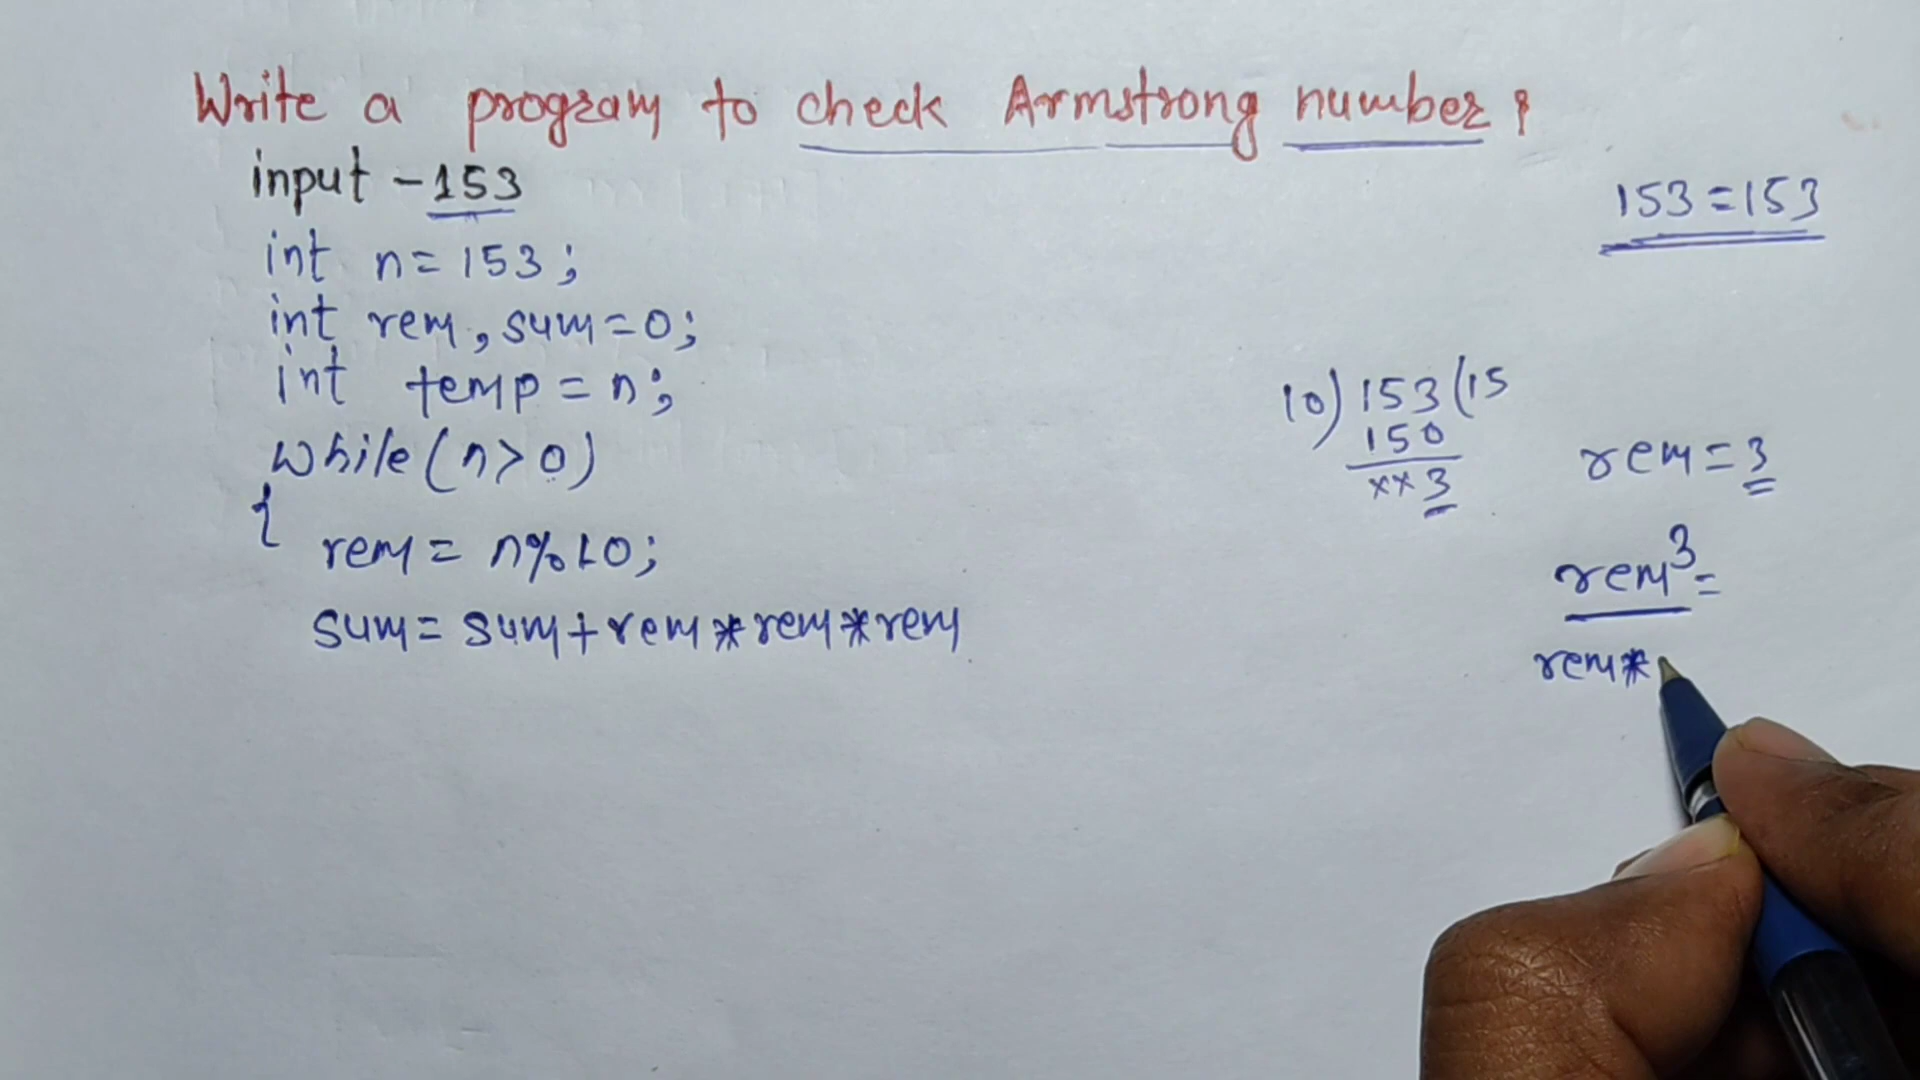 Write a program to check Armstrong number?
input - 153
int n = 153;
int rem, sum = 0;
int temp = n;
while(n>0)
{
rem = n%10;
sum = sum + rem * rem * rem
153 = 153
10) 153 (15
150
xx3
rem = 3
rem³ =
rem*